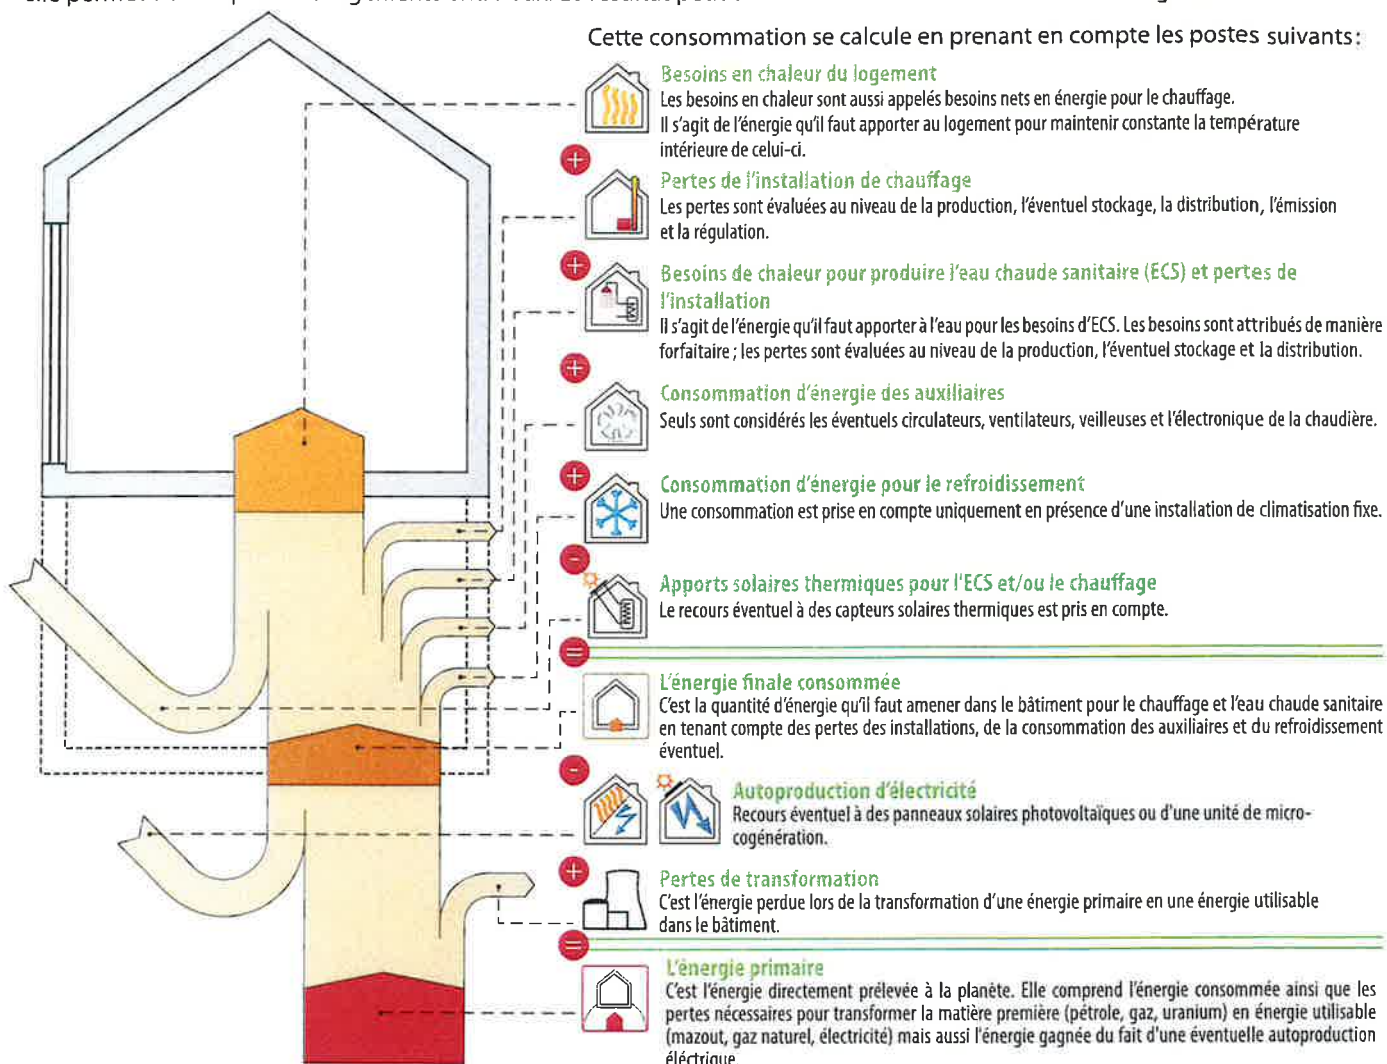 Cette consommation se calcule en prenant en compte les postes suivants:
Besoins en chaleur du logement
Les besoins en chaleur sont aussi appelés besoins nets en énergie pour le chauffage.
Il s'agit de l'énergie qu'il faut apporter au logement pour maintenir constante la température
intérieure de celui-ci.
+
Pertes de l'installation de chauffage
Les pertes sont évaluées au niveau de la production, l'éventuel stockage, la distribution, l'émission
et la régulation.
+
Besoins de chaleur pour produire l'eau chaude sanitaire (ECS) et pertes de
l'installation
Il s'agit de l'énergie qu'il faut apporter à l'eau pour les besoins d'ECS. Les besoins sont attribués de manière
forfaitaire ; les pertes sont évaluées au niveau de la production, l'éventuel stockage et la distribution.
+
Consommation d'énergie des auxiliaires
Seuls sont considérés les éventuels circulateurs, ventilateurs, veilleuses et l'électronique de la chaudière.
+
Consommation d'énergie pour le refroidissement
Une consommation est prise en compte uniquement en présence d'une installation de climatisation fixe.
-
Apports solaires thermiques pour l'ECS et/ou le chauffage
Le recours éventuel à des capteurs solaires thermiques est pris en compte.
=
L'énergie finale consommée
C'est la quantité d'énergie qu'il faut amener dans le bâtiment pour le chauffage et l'eau chaude sanitaire
en tenant compte des pertes des installations, de la consommation des auxiliaires et du refroidissement
éventuel.
-
Autoproduction d'électricité
Recours éventuel à des panneaux solaires photovoltaïques ou d'une unité de micro-
cogénération.
+
Pertes de transformation
C'est l'énergie perdue lors de la transformation d'une énergie primaire en une énergie utilisable
dans le bâtiment.
=
L'énergie primaire
C'est l'énergie directement prélevée à la planète. Elle comprend l'énergie consommée ainsi que les
pertes nécessaires pour transformer la matière première (pétrole, gaz, uranium) en énergie utilisable
(mazout, gaz naturel, électricité) mais aussi l'énergie gagnée du fait d'une éventuelle autoproduction
éléctrique.